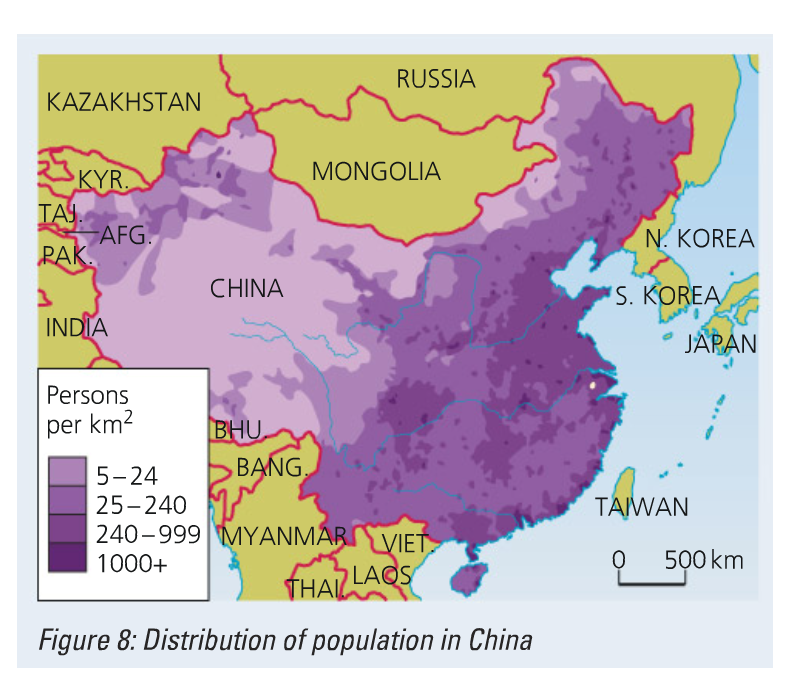 RUSSIA
KAZAKHSTAN
MONGOLIA
KYR.
TAJ.
AFG.
PAK.
N. KOREA
CHINA
S. KOREA
INDIA
JAPAN
Persons
per km²
BHU.
5–24
BANG.
25–240
TAIWAN
240–999
MYANMAR
VIET.
1000+
0 500 km
LAOS
THAI.
Figure 8: Distribution of population in China